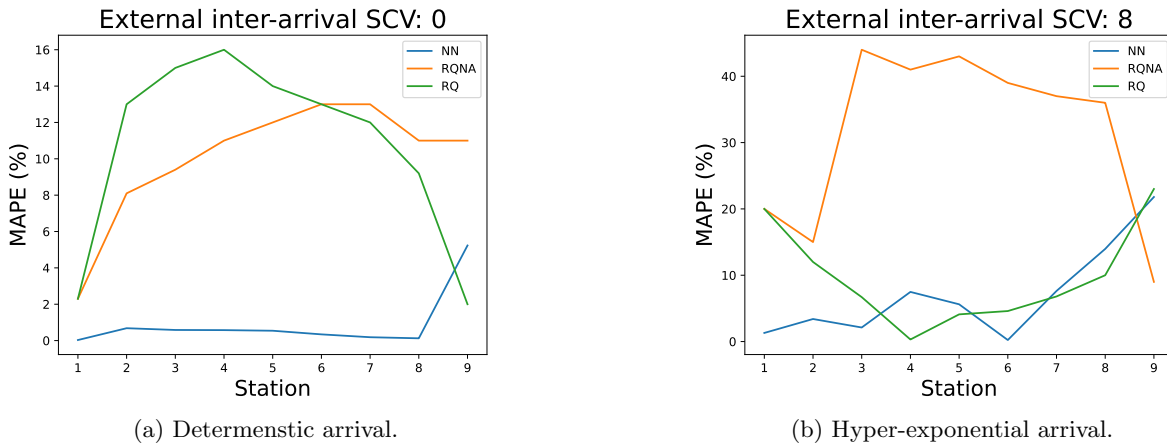 External inter-arrival SCV: 0
NN
RQNA
RQ
MAPE (%)
16
14
12
10
8
6
4
2
0
1 2 3 4 5 6 7 8 9
Station
(a) Determenstic arrival.
External inter-arrival SCV: 8
NN
RQNA
RQ
MAPE (%)
40
30
20
10
0
1 2 3 4 5 6 7 8 9
Station
(b) Hyper-exponential arrival.